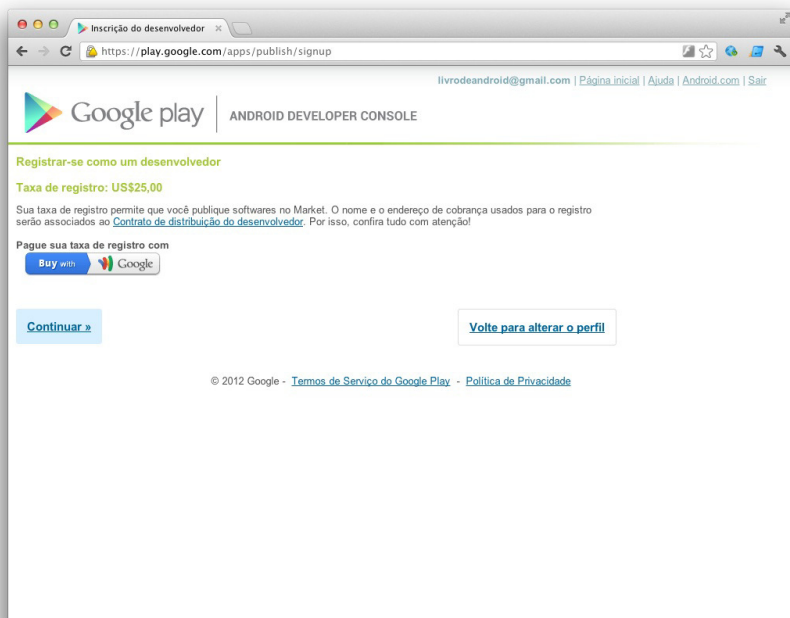 Inscrição do desenvolvedor
https://play.google.com/apps/publish/signup
livrodeandroid@gmail.com | Página inicial | Ajuda | Android.com | Sair
Google play | ANDROID DEVELOPER CONSOLE
Registrar-se como um desenvolvedor
Taxa de registro: US$25,00
Sua taxa de registro permite que você publique softwares no Market. O nome e o endereço de cobrança usados para o registro
serão associados ao Contrato de distribuição do desenvolvedor. Por isso, confira tudo com atenção!
Pague sua taxa de registro com
Buy with Google
Continuar »
Volte para alterar o perfil
© 2012 Google - Termos de Serviço do Google Play - Política de Privacidade